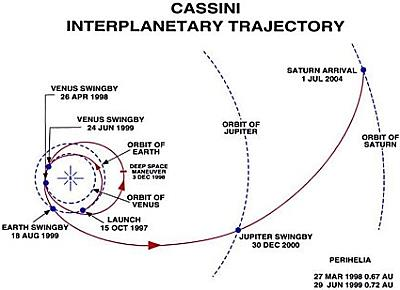 CASSINI
INTERPLANETARY TRAJECTORY
SATURN ARRIVAL
1 JUL 2004
VENUS SWINGBY
26 APR 1998
VENUS SWINGBY
24 JUN 1999
ORBIT OF
EARTH
DEEP SPACE
MANEUVER
3 DEC 1998
ORBIT OF
JUPITER
ORBIT OF
SATURN
ORBIT OF
VENUS
LAUNCH
15 OCT 1997
EARTH SWINGBY
18 AUG 1999
JUPITER SWINGBY
30 DEC 2000
PERIHELIA
27 MAR 1998 0.67 AU
29 JUN 1999 0.72 AU